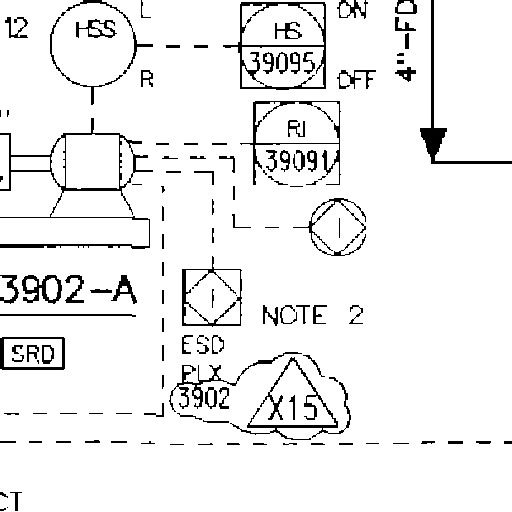 L
ON
12
HSS
HS
39095
R
OFF
4"-FD
"
RI
39091
I
3902-A
I
NOTE 2
SRD
ESD
PLX
3902
X15
CT